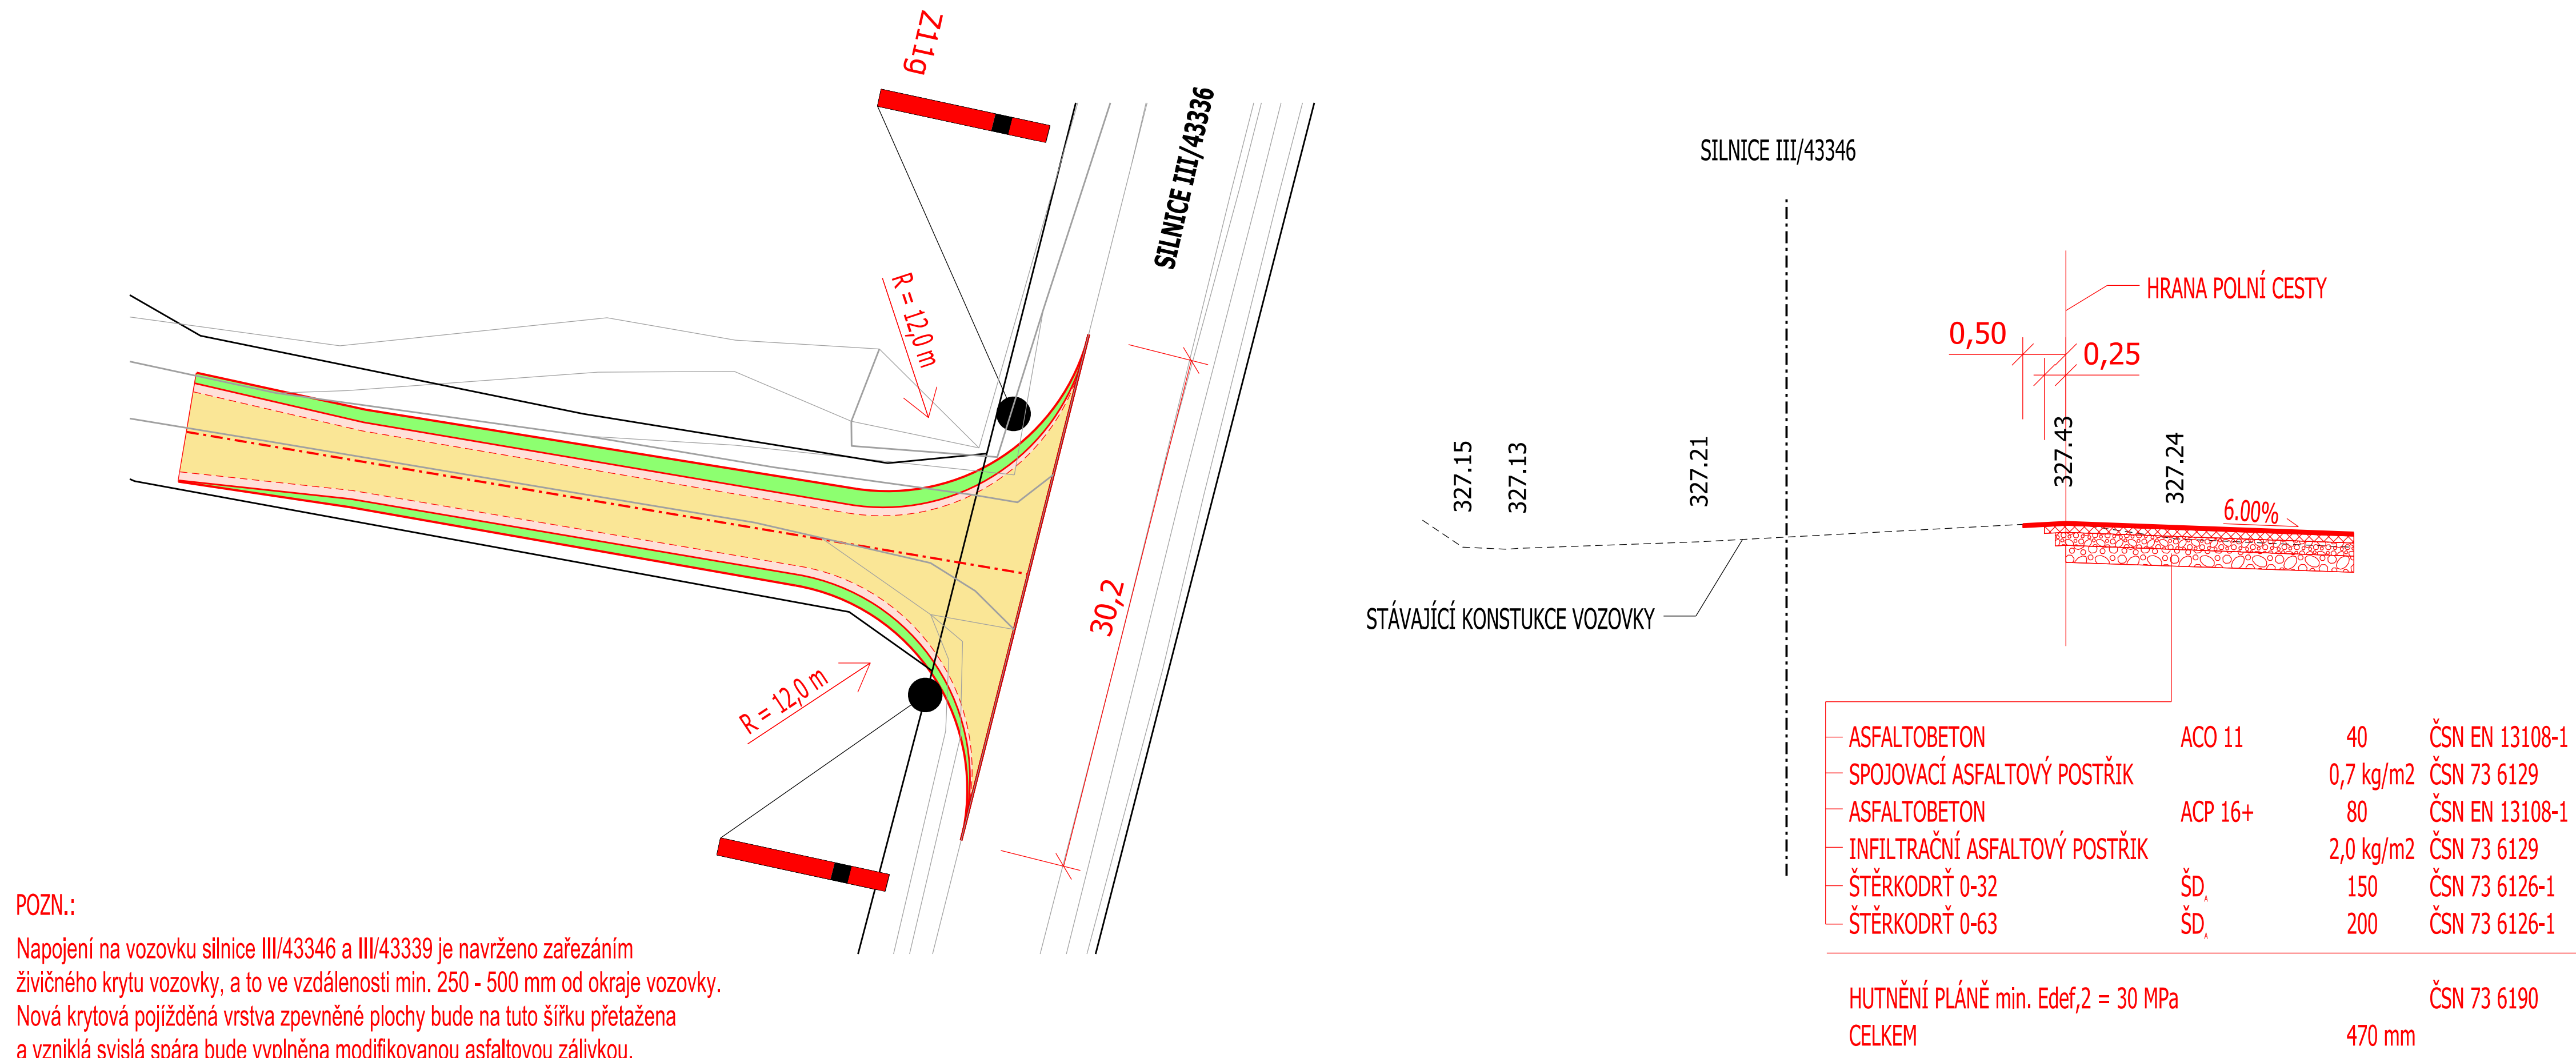 Z11g
SILNICE III/43336
R = 12,0 m
30,2
R = 12,0 m
POZN.:
Napojení na vozovku silnice III/43346 a III/43339 je navrženo zařezáním
živičného krytu vozovky, a to ve vzdálenosti min. 250 - 500 mm od okraje vozovky.
Nová krytová pojížděná vrstva zpevněné plochy bude na tuto šířku přetažena
a vzniklá svislá spára bude vyplněna modifikovanou asfaltovou zálivkou.
SILNICE III/43346
HRANA POLNÍ CESTY
0,50
0,25
327.15
327.13
327.21
327.43
327.24
6.00%
STÁVAJÍCÍ KONSTUKCE VOZOVKY
ASFALTOBETON ACO 11 40 ČSN EN 13108-1
SPOJOVACÍ ASFALTOVÝ POSTŘIK 0,7 kg/m2 ČSN 73 6129
ASFALTOBETON ACP 16+ 80 ČSN EN 13108-1
INFILTRAČNÍ ASFALTOVÝ POSTŘIK 2,0 kg/m2 ČSN 73 6129
ŠTĚRKODRŤ 0-32 ŠDA 150 ČSN 73 6126-1
ŠTĚRKODRŤ 0-63 ŠDA 200 ČSN 73 6126-1
HUTNĚNÍ PLÁNĚ min. Edef,2 = 30 MPa ČSN 73 6190
CELKEM 470 mm